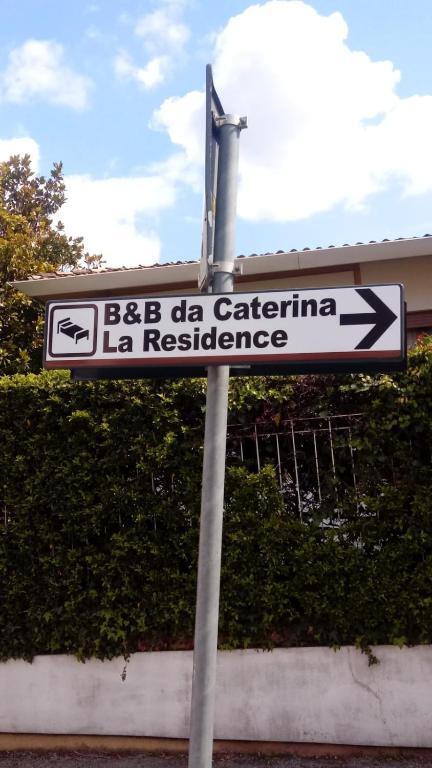 B&B da Caterina
La Residence